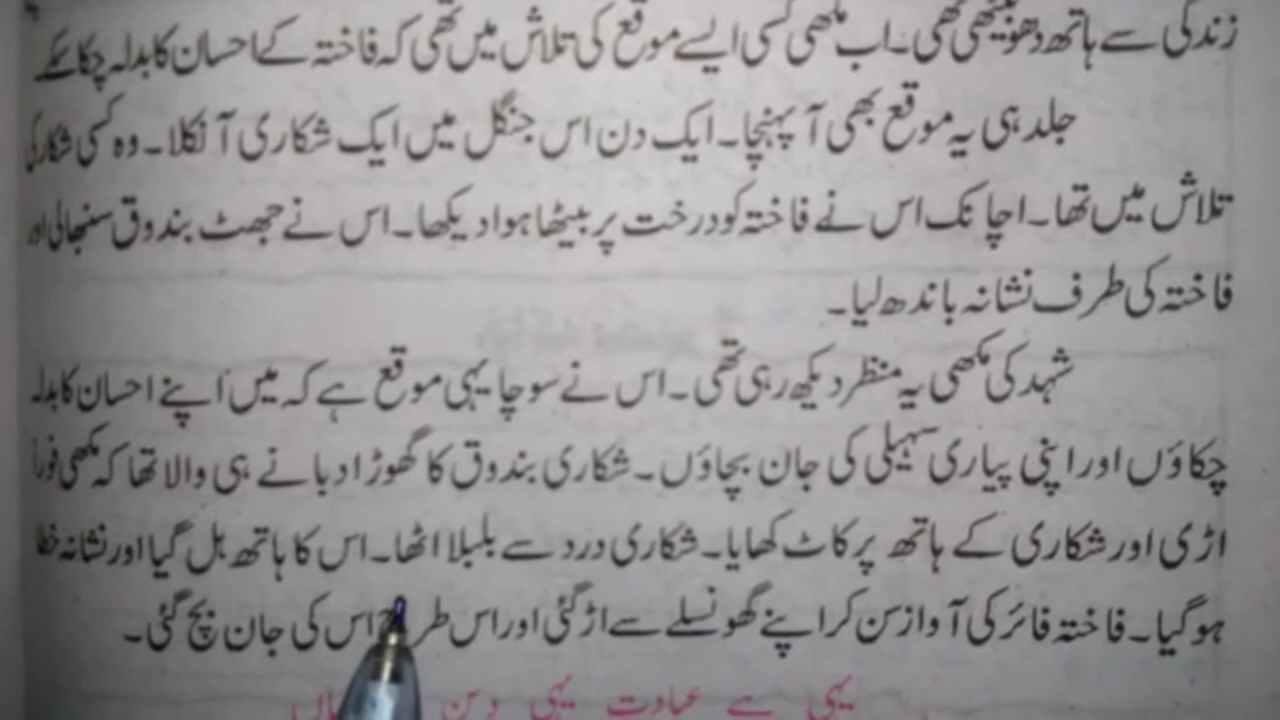 زندگی سے ہاتھ دھو بیٹھی تھی۔ اب مکھی کسی ایسے موقع کی تلاش میں تھی کہ فاختہ کے احسان کا بدلہ چکا سکے
جلد ہی یہ موقع بھی آ پہنچا۔ ایک دن اس جنگل میں ایک شکاری آ نکلا۔ وہ کسی شکار کی
تلاش میں تھا۔ اچانک اس نے فاختہ کو درخت پر بیٹھا ہوا دیکھا۔ اس نے جھٹ بندوق سنبھالی اور
فاختہ کی طرف نشانہ باندھ لیا۔
شہد کی مکھی یہ منظر دیکھ رہی تھی۔ اس نے سوچا یہی موقع ہے کہ میں اپنے احسان کا بدلہ
چکاؤں اور اپنی پیاری سہیلی کی جان بچاؤں۔ شکاری بندوق کا گھوڑا دبانے ہی والا تھا کہ مکھی فوراً
اڑی اور شکاری کے ہاتھ پر کاٹ کھایا۔ شکاری درد سے بلبلا اٹھا۔ اس کا ہاتھ ہل گیا اور نشانہ خطا
ہو گیا۔ فاختہ فائر کی آواز سن کر اپنے گھونسلے سے اڑ گئی اور اس طرح اس کی جان بچ گئی۔
یہی ہے عبادت یہی دین